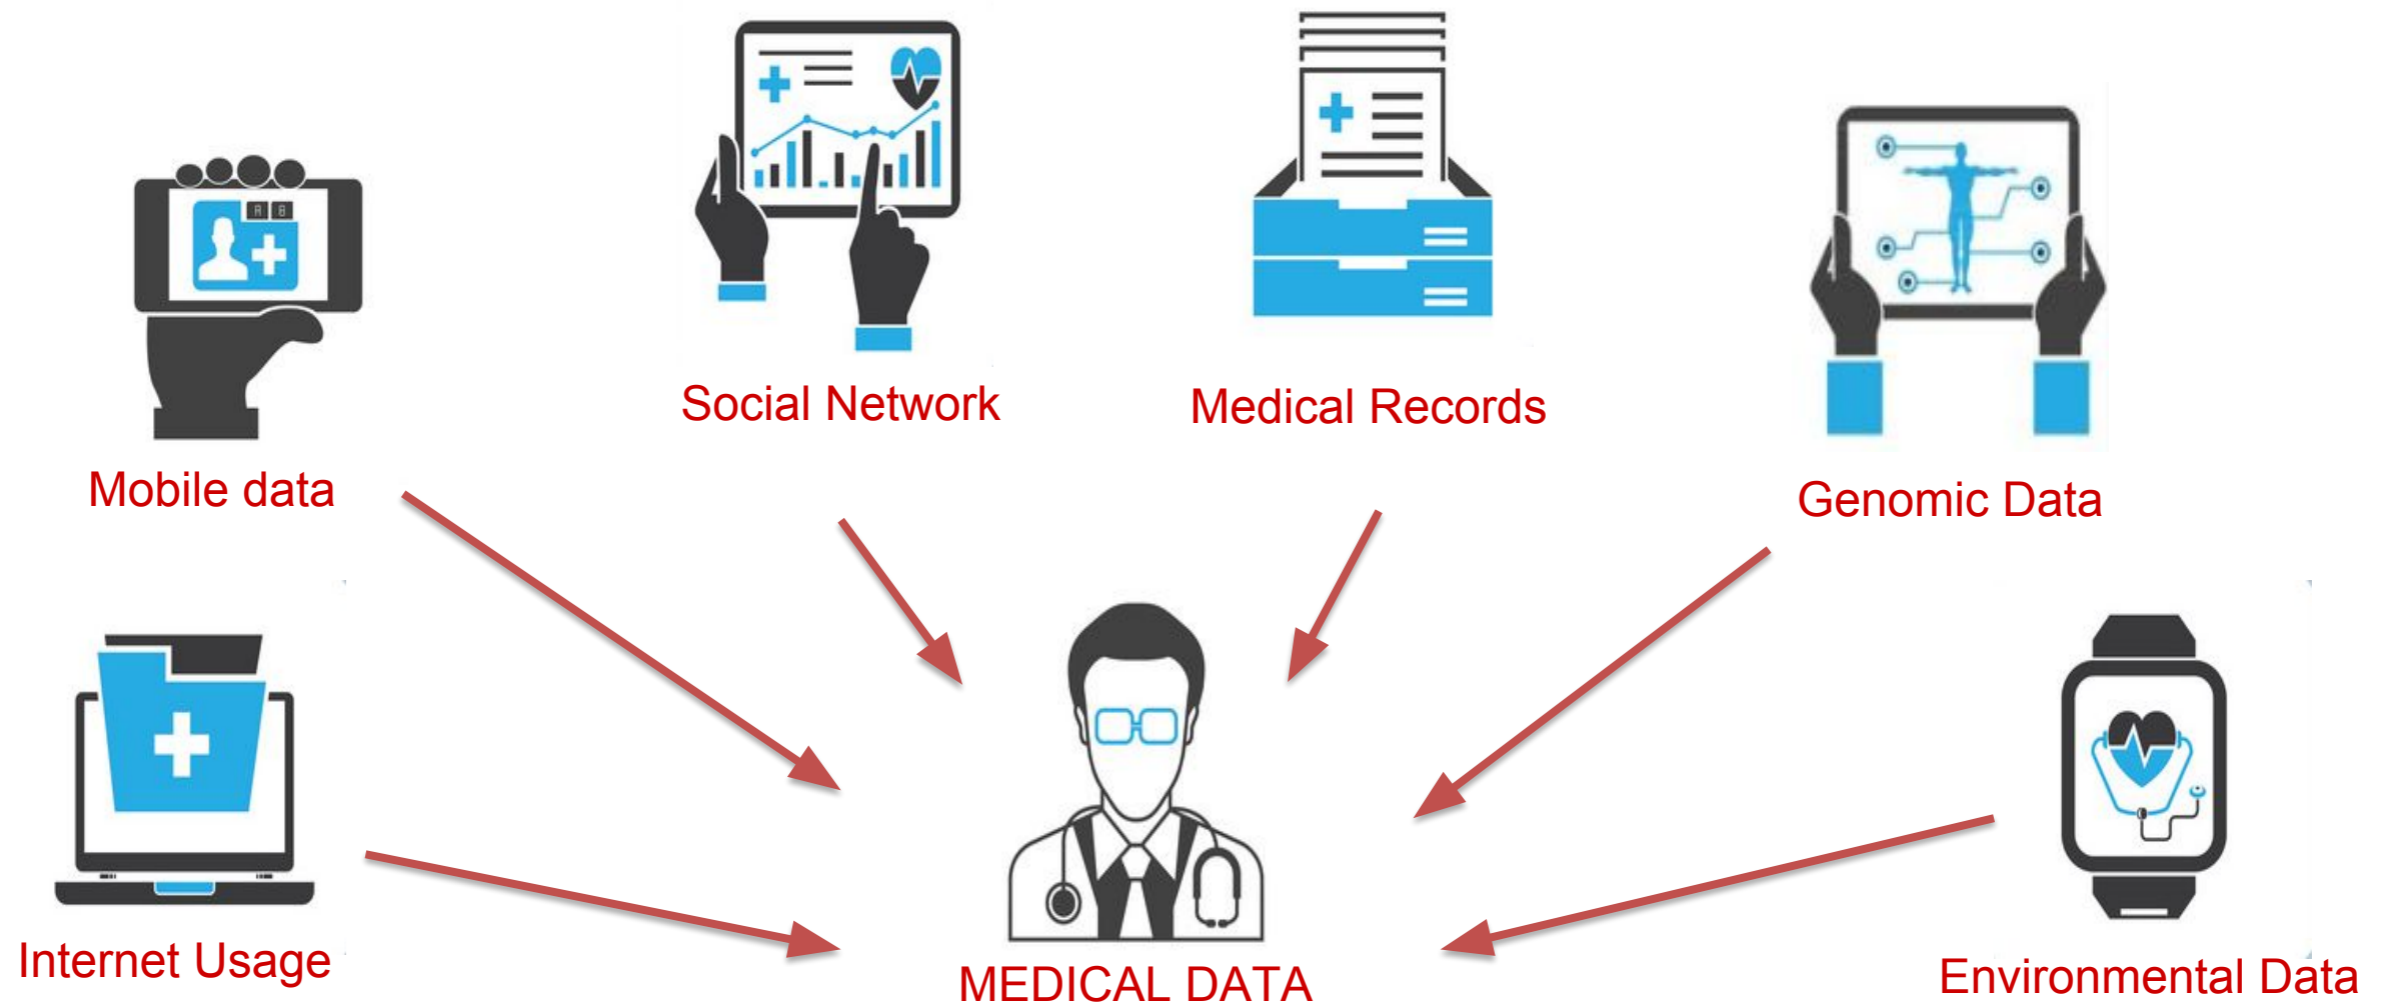 A B
Social Network
Medical Records
Mobile data
Genomic Data
Internet Usage
MEDICAL DATA
Environmental Data